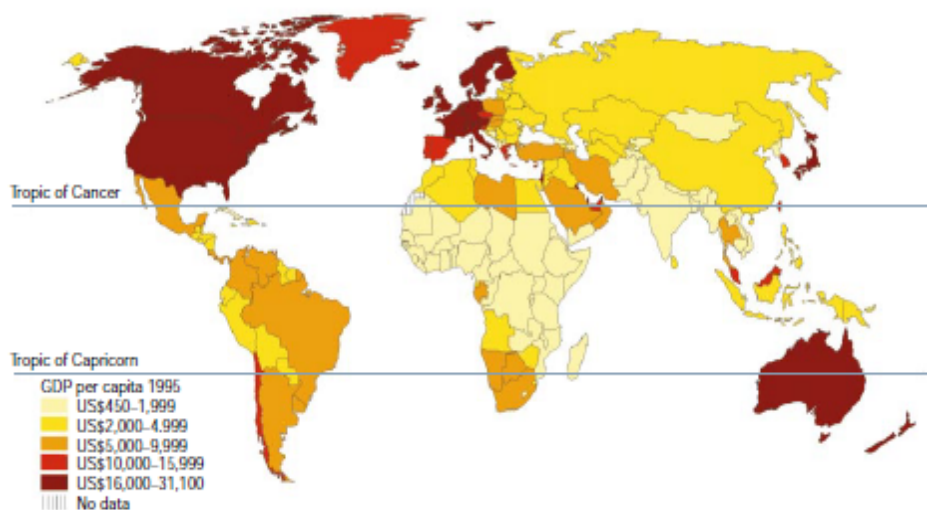 Tropic of Cancer
Tropic of Capricorn
GDP per capita 1995
US$450–1,999
US$2,000–4.999
US$5,000–9,999
US$10,000–15,999
US$16,000–31,100
No data